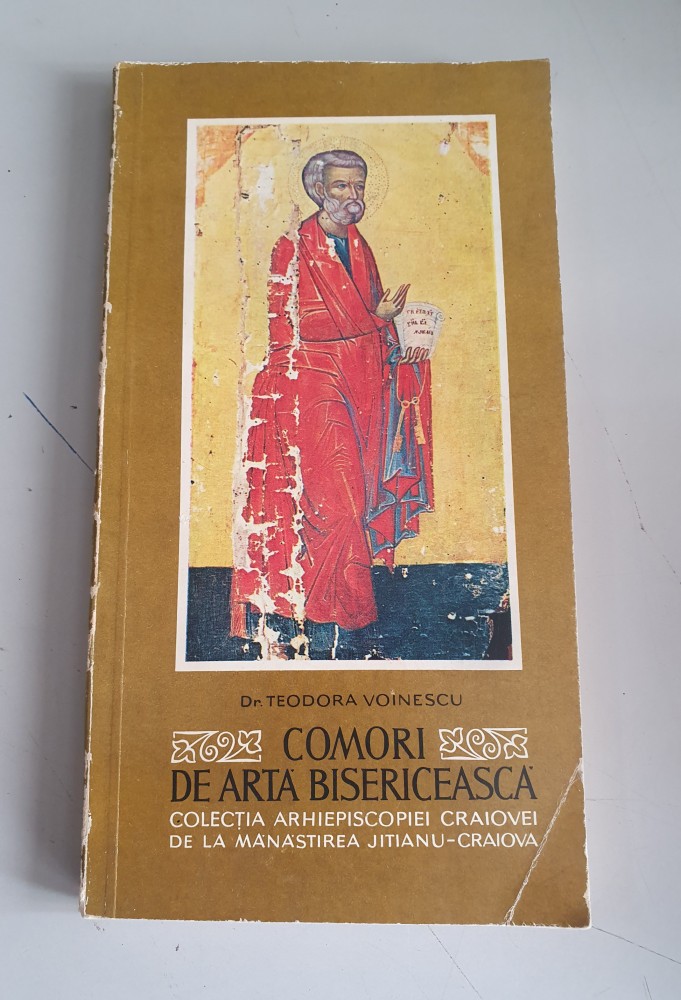 Dr. TEODORA VOINESCU
COMORI
DE ARTĂ BISERICEASCĂ
COLECȚIA ARHIEPISCOPIEI CRAIOVEI
DE LA MĂNĂSTIREA JITIANU-CRAIOVA